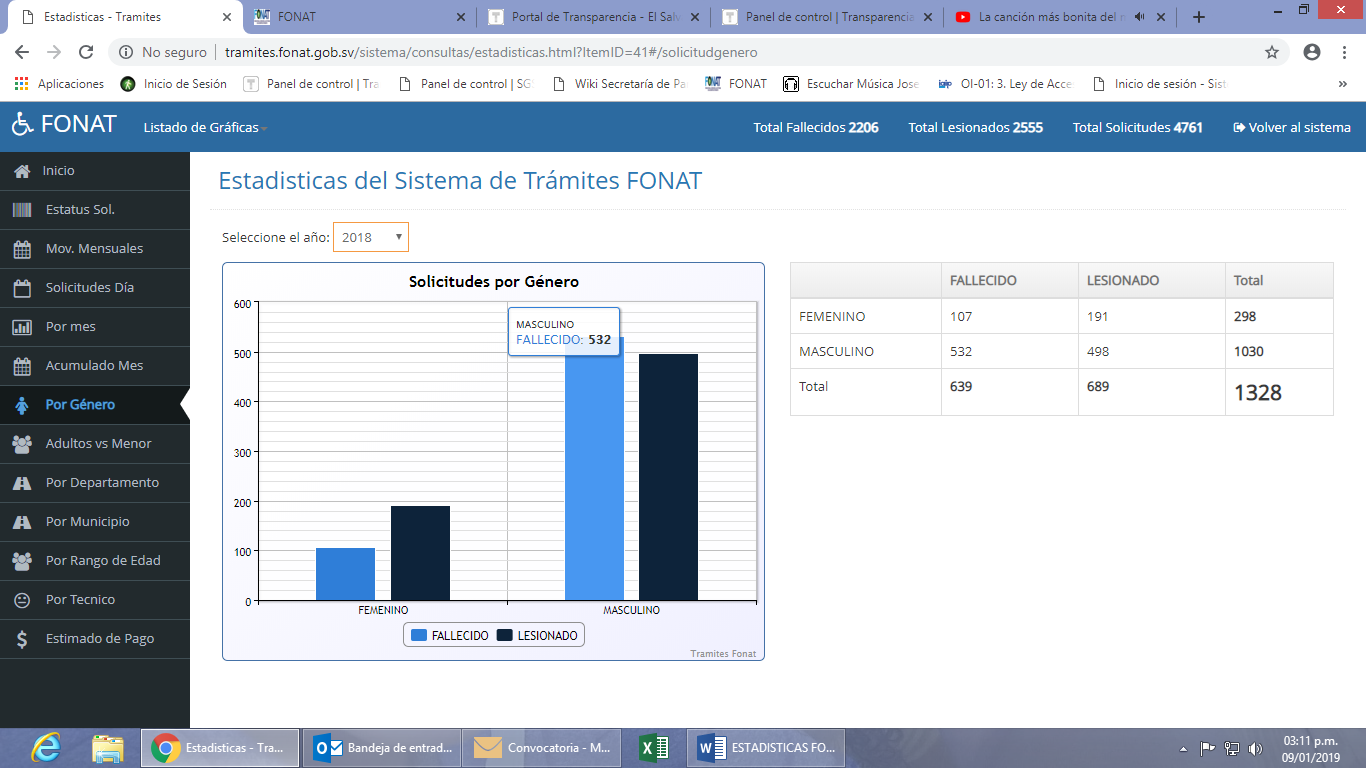 Estadisticas - Tramites
FONAT
Portal de Transparencia - El Salv
Panel de control | Transparencia
La canción más bonita del m
No seguro | tramites.fonat.gob.sv/sistema/consultas/estadisticas.html?ItemID=41#/solicitudgenero
Aplicaciones
Inicio de Sesión
Panel de control | Tra
Panel de control | SG
Wiki Secretaría de Pa
FONAT
Escuchar Música Jose
OI-01: 3. Ley de Acce
Inicio de sesión - Sist
»
FONAT
Listado de Gráficas
Total Fallecidos 2206
Total Lesionados 2555
Total Solicitudes 4761
Volver al sistema
Inicio
Estatus Sol.
Mov. Mensuales
Solicitudes Día
Por mes
Acumulado Mes
Por Género
Adultos vs Menor
Por Departamento
Por Municipio
Por Rango de Edad
Por Tecnico
Estimado de Pago
Estadisticas del Sistema de Trámites FONAT
Seleccione el año: 2018
Solicitudes por Género
600
500
400
300
200
100
0
MASCULINO
FALLECIDO: 532
FEMENINO
MASCULINO
FALLECIDO LESIONADO
Tramites Fonat
FALLECIDO LESIONADO Total
FEMENINO 107 191 298
MASCULINO 532 498 1030
Total 639 689 1328
Estadisticas - Tra...
Bandeja de entrad...
Convocatoria - M...
ESTADISTICAS FO...
03:11 p.m.
09/01/2019